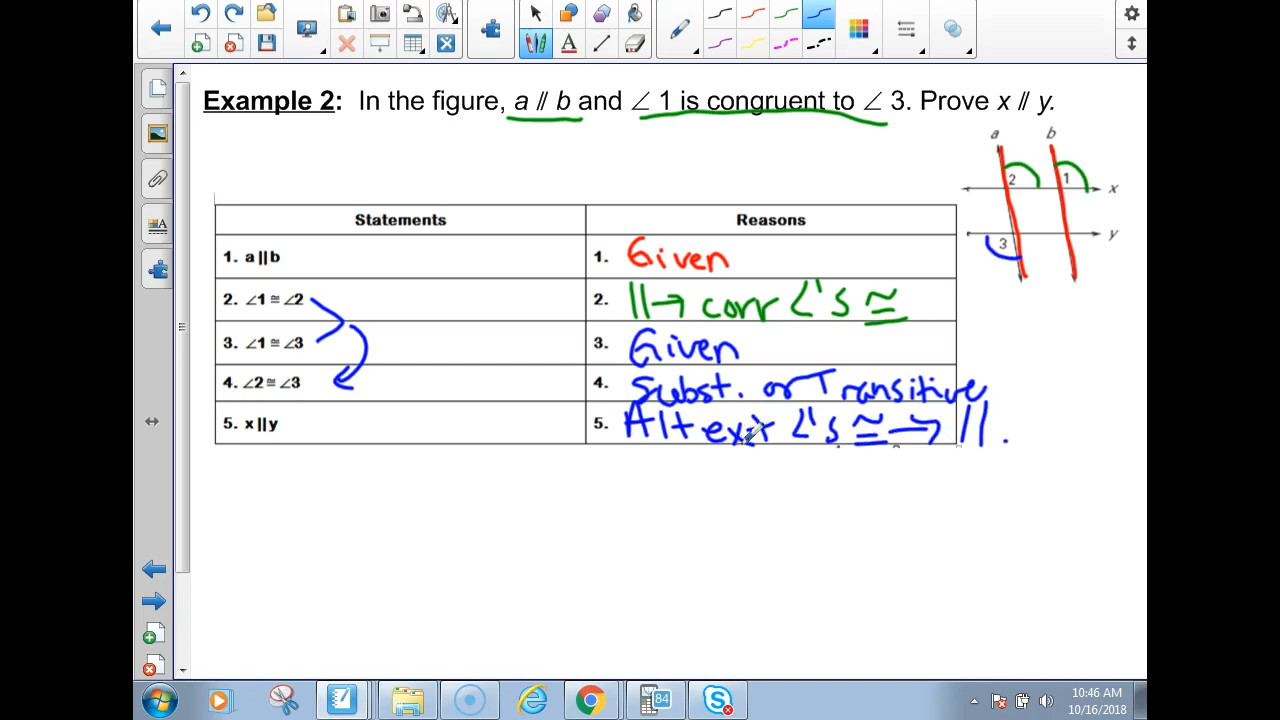 Example 2: In the figure, a // b and ∠ 1 is congruent to ∠ 3. Prove x // y.
a b
2 1 x
3 y
Statements Reasons
1. a || b 1. Given
2. ∠1 ≅ ∠2 2. || → corr ∠'s ≅
3. ∠1 ≅ ∠3 3. Given
4. ∠2 ≅ ∠3 4. Subst. or Transitive
5. x || y 5. Alt ext ∠'s ≅ → ||.
84
10:46 AM
10/16/2018